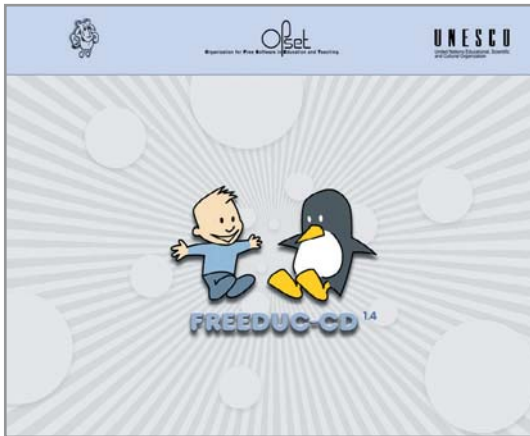 Ofset
Organization for Free Software in Education and Teaching.
UNESCO
United Nations Educational, Scientific
and Cultural Organization
FREEDUC-CD 1.4